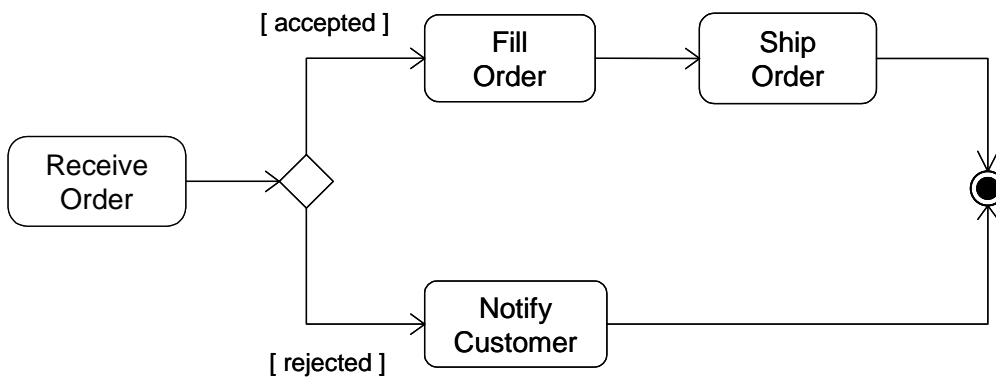 [ accepted ]
Fill
Order
Ship
Order
Receive
Order
Notify
Customer
[ rejected ]